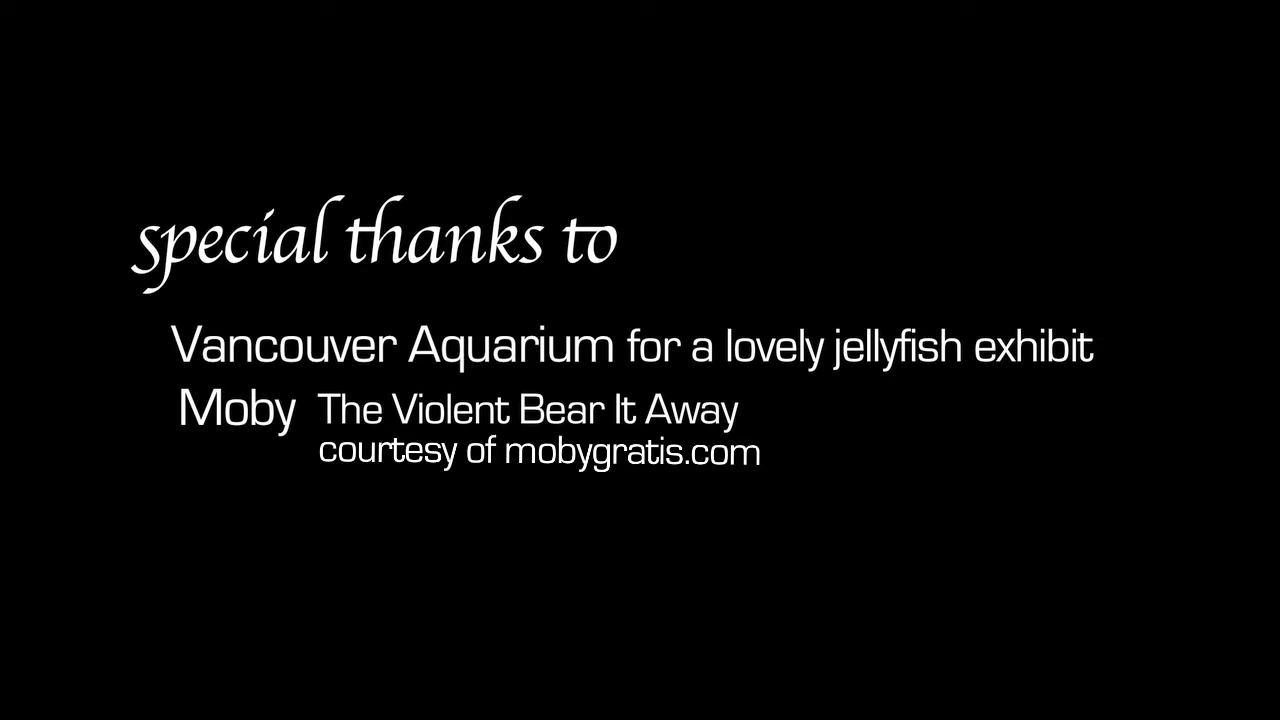 special thanks to
Vancouver Aquarium for a lovely jellyfish exhibit
Moby The Violent Bear It Away
courtesy of mobygratis.com